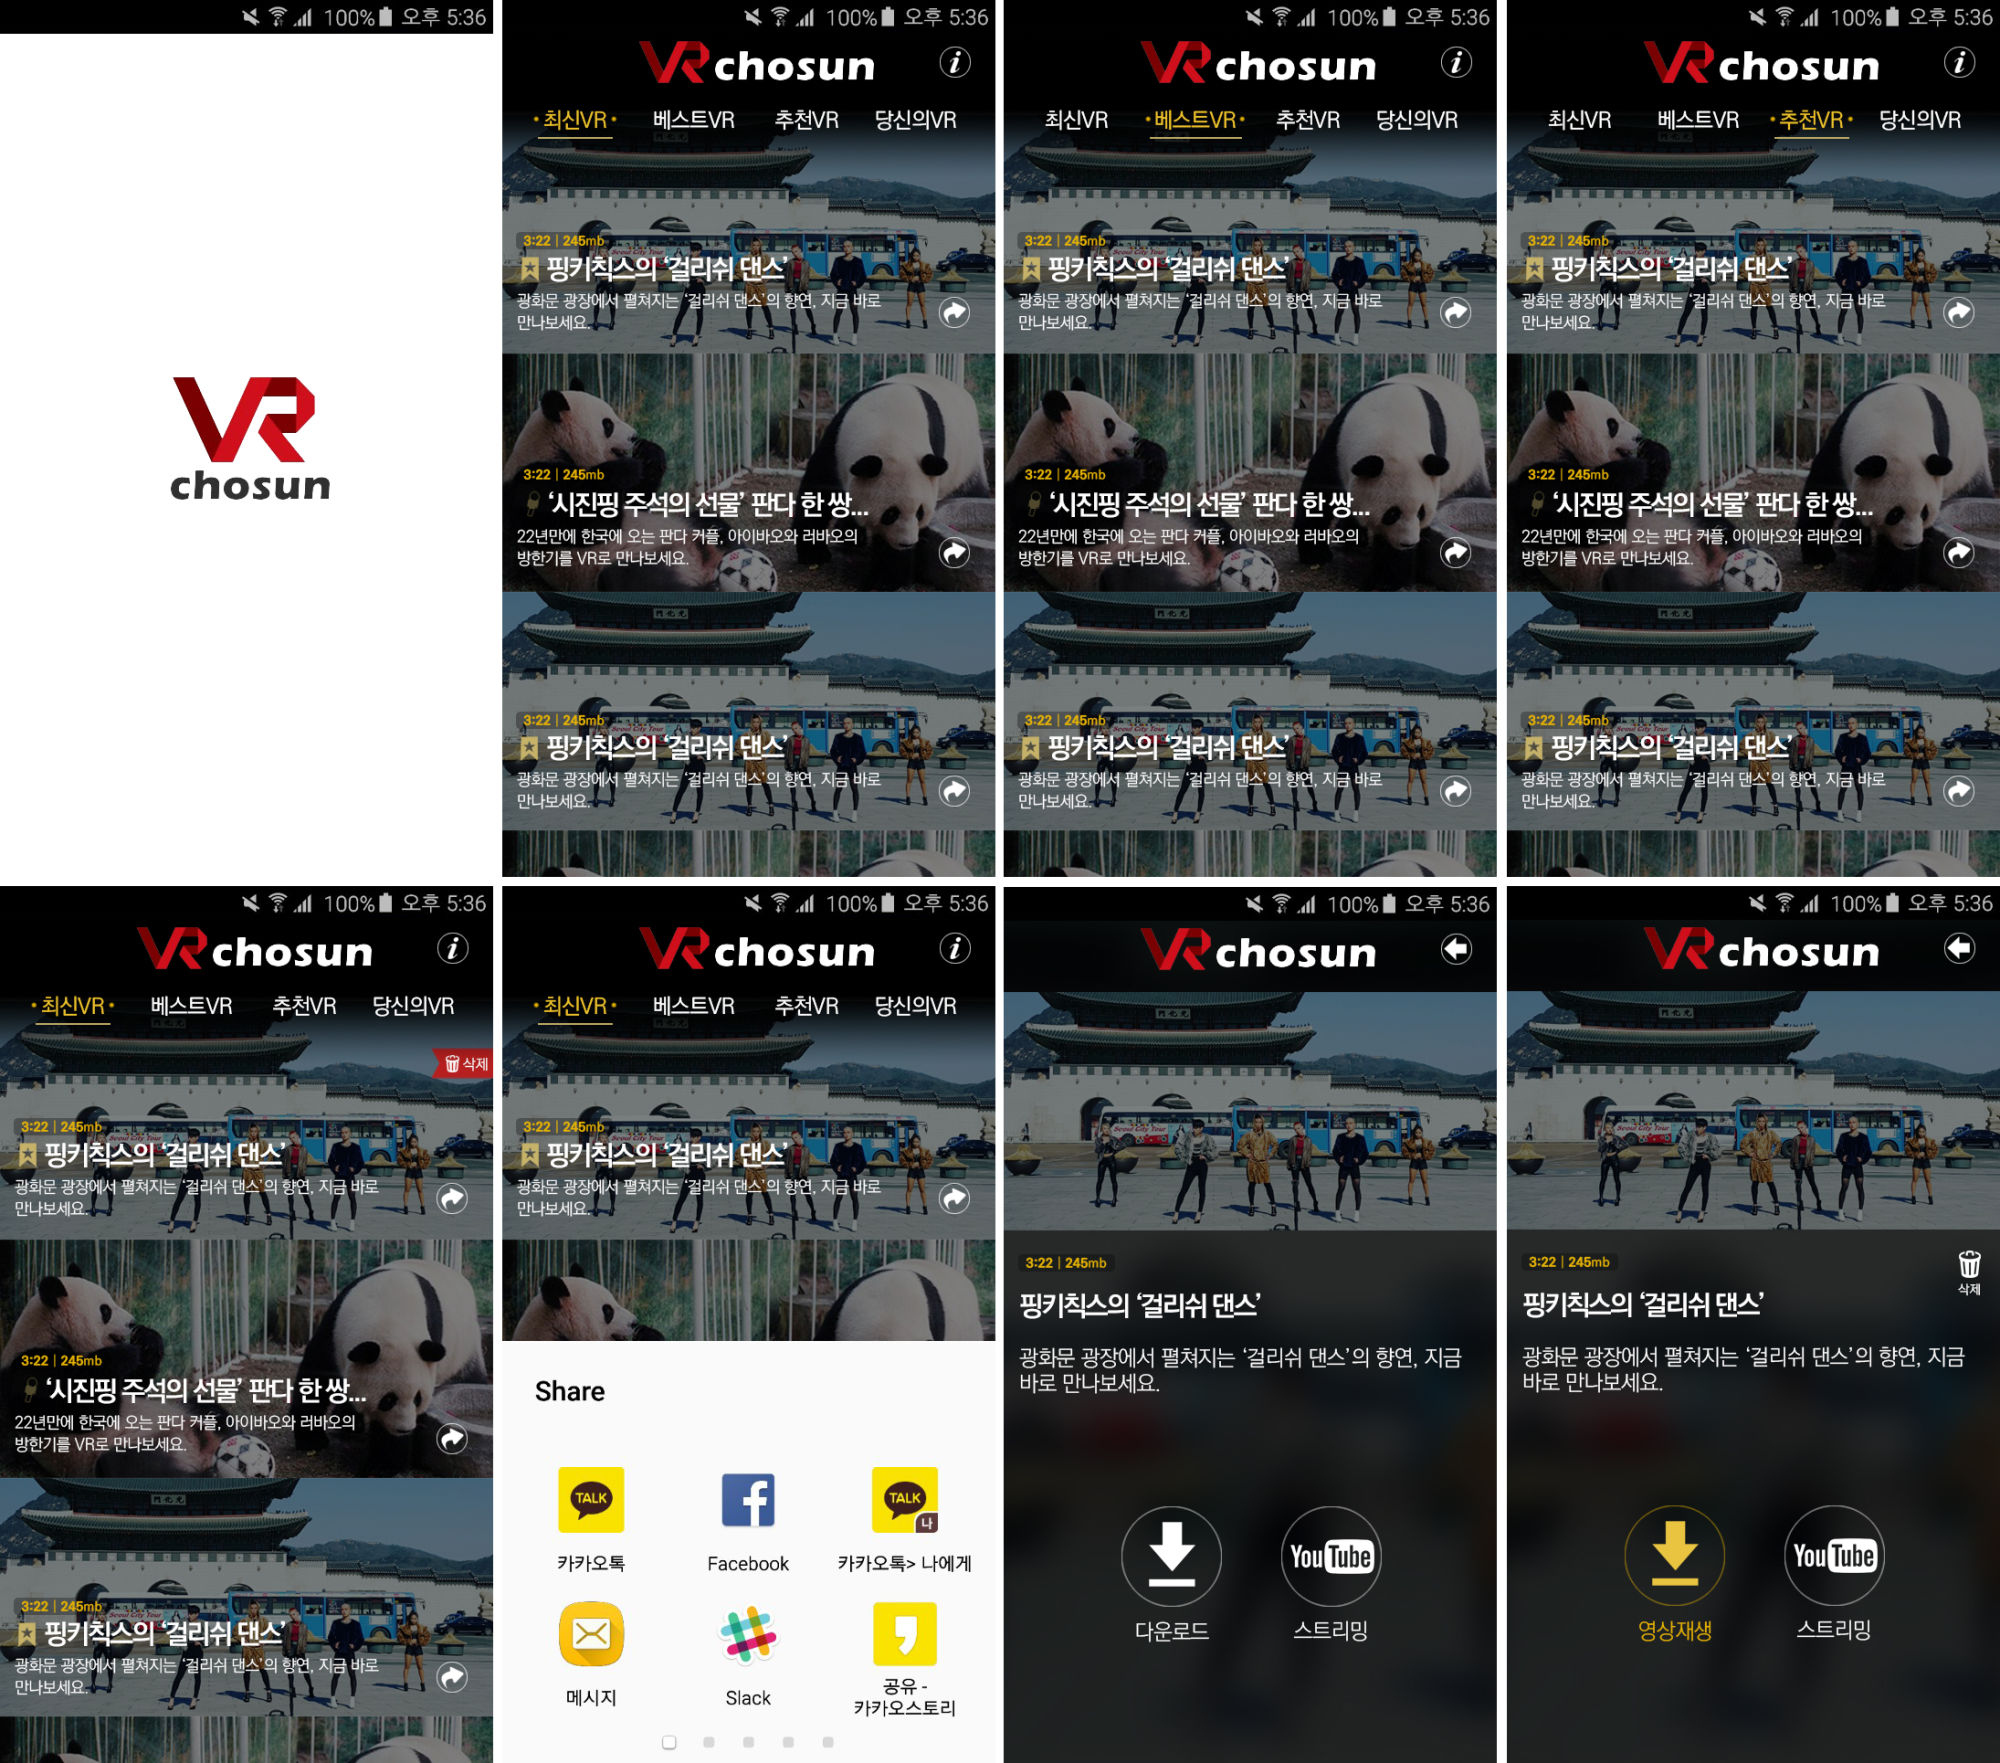 100% 오후 5:36
VR
chosun
100% 오후 5:36
VR chosun
최신VR 베스트VR 추천VR 당신의VR
3:22 | 245mb
핑키칙스의 ‘걸리쉬 댄스’
광화문 광장에서 펼쳐지는 ‘걸리쉬 댄스’의 향연, 지금 바로
만나보세요.
3:22 | 245mb
‘시진핑 주석의 선물’ 판다 한 쌍...
22년만에 한국에 오는 판다 커플, 아이바오와 러바오의
방한기를 VR로 만나보세요.
門化光
3:22 | 245mb
핑키칙스의 ‘걸리쉬 댄스’
광화문 광장에서 펼쳐지는 ‘걸리쉬 댄스’의 향연, 지금 바로
만나보세요.
100% 오후 5:36
VR chosun
최신VR 베스트VR 추천VR 당신의VR
3:22 | 245mb
핑키칙스의 ‘걸리쉬 댄스’
광화문 광장에서 펼쳐지는 ‘걸리쉬 댄스’의 향연, 지금 바로
만나보세요.
3:22 | 245mb
‘시진핑 주석의 선물’ 판다 한 쌍...
22년만에 한국에 오는 판다 커플, 아이바오와 러바오의
방한기를 VR로 만나보세요.
門化光
3:22 | 245mb
핑키칙스의 ‘걸리쉬 댄스’
광화문 광장에서 펼쳐지는 ‘걸리쉬 댄스’의 향연, 지금 바로
만나보세요.
100% 오후 5:36
VR chosun
최신VR 베스트VR 추천VR 당신의VR
3:22 | 245mb
핑키칙스의 ‘걸리쉬 댄스’
광화문 광장에서 펼쳐지는 ‘걸리쉬 댄스’의 향연, 지금 바로
만나보세요.
3:22 | 245mb
‘시진핑 주석의 선물’ 판다 한 쌍...
22년만에 한국에 오는 판다 커플, 아이바오와 러바오의
방한기를 VR로 만나보세요.
門化光
3:22 | 245mb
핑키칙스의 ‘걸리쉬 댄스’
광화문 광장에서 펼쳐지는 ‘걸리쉬 댄스’의 향연, 지금 바로
만나보세요.
100% 오후 5:36
VR chosun
최신VR 베스트VR 추천VR 당신의VR
삭제
3:22 | 245mb
Seoul City Tour
핑키칙스의 ‘걸리쉬 댄스’
광화문 광장에서 펼쳐지는 ‘걸리쉬 댄스’의 향연, 지금 바로
만나보세요.
3:22 | 245mb
‘시진핑 주석의 선물’ 판다 한 쌍...
22년만에 한국에 오는 판다 커플, 아이바오와 러바오의
방한기를 VR로 만나보세요.
門化光
3:22 | 245mb
Seoul City Tour
핑키칙스의 ‘걸리쉬 댄스’
광화문 광장에서 펼쳐지는 ‘걸리쉬 댄스’의 향연, 지금 바로
만나보세요.
100% 오후 5:36
VR chosun
최신VR 베스트VR 추천VR 당신의VR
3:22 | 245mb
핑키칙스의 ‘걸리쉬 댄스’
광화문 광장에서 펼쳐지는 ‘걸리쉬 댄스’의 향연, 지금 바로
만나보세요.
Share
TALK
카카오톡
Facebook
TALK 나
카카오톡> 나에게
메시지
Slack
공유 -
카카오스토리
100% 오후 5:36
VR chosun
門化光
Seoul City Tour
3:22 | 245mb
핑키칙스의 ‘걸리쉬 댄스’
광화문 광장에서 펼쳐지는 ‘걸리쉬 댄스’의 향연, 지금
바로 만나보세요.
다운로드
YouTube
스트리밍
100% 오후 5:36
VR chosun
門化光
Seoul City Tour
3:22 | 245mb
삭제
핑키칙스의 ‘걸리쉬 댄스’
광화문 광장에서 펼쳐지는 ‘걸리쉬 댄스’의 향연, 지금
바로 만나보세요.
영상재생
YouTube
스트리밍